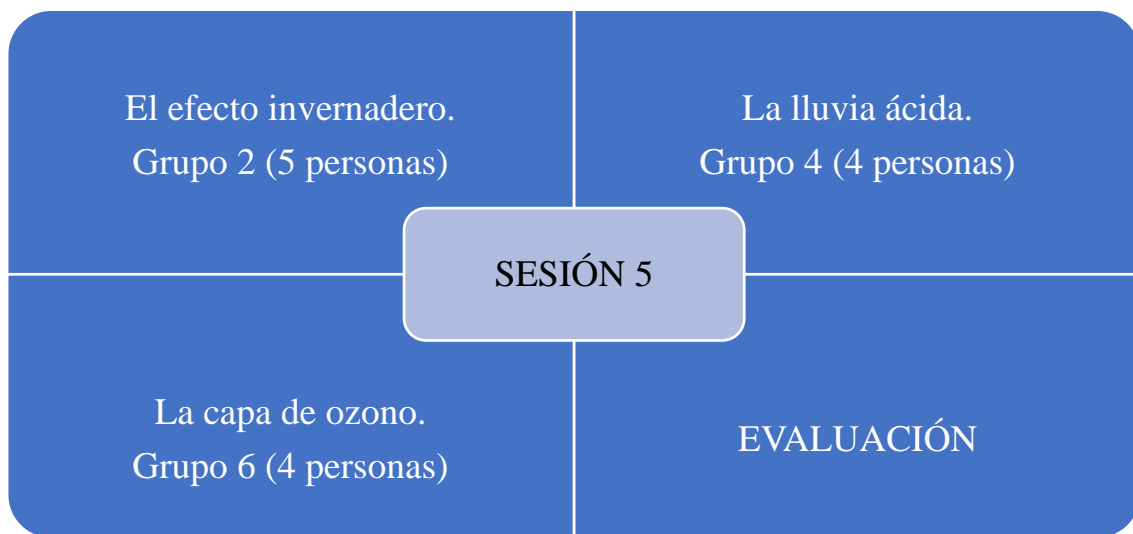 El efecto invernadero.
Grupo 2 (5 personas)
La lluvia ácida.
Grupo 4 (4 personas)
SESIÓN 5
La capa de ozono.
Grupo 6 (4 personas)
EVALUACIÓN